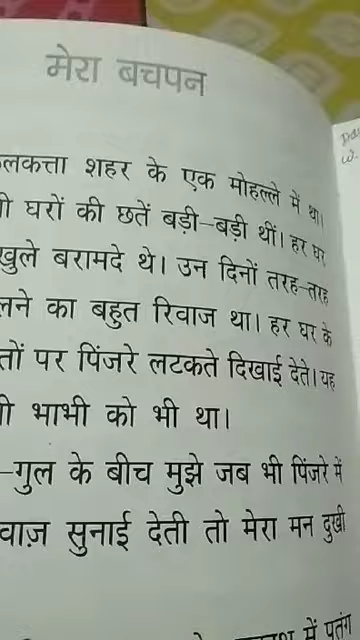 मेरा बचपन
लकत्ता शहर के एक मोहल्ले में था।
घरों की छतें बड़ी-बड़ी थीं। हर घर
खुले बरामदे थे। उन दिनों तरह-तरह
का बहुत रिवाज था। हर घर के
पर पिंजरे लटकते दिखाई देते। यह
भाभी को भी था।
-गुल के बीच मुझे जब भी पिंजरे में
वाज़ सुनाई देती तो मेरा मन दुखी
में पतंग